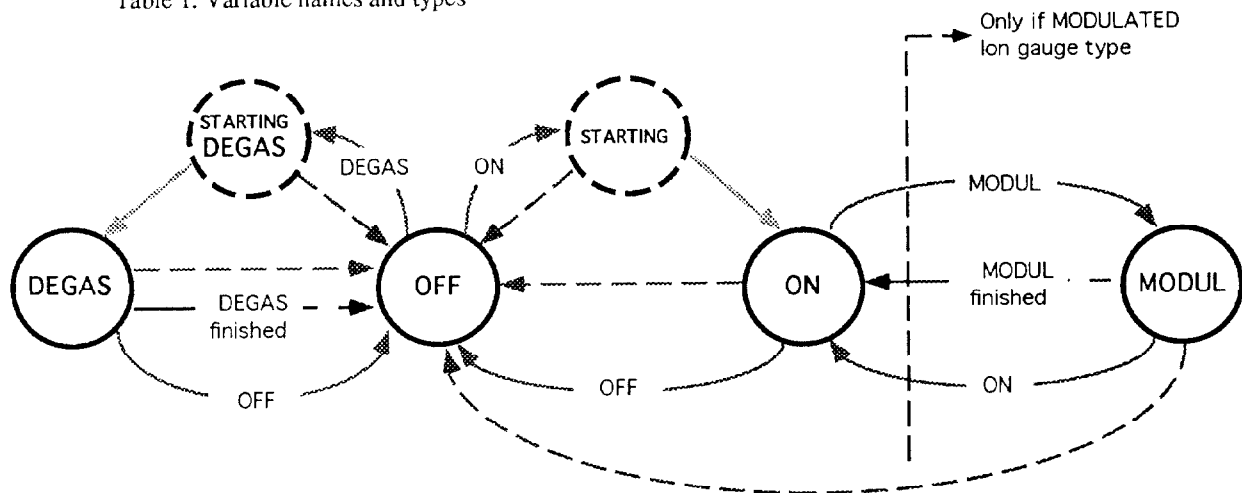 Table 1. Variable names and types
Only if MODULATED
Ion gauge type
STARTING
DEGAS
DEGAS
ON
STARTING
MODUL
DEGAS
DEGAS
finished
OFF
OFF
ON
MODUL
finished
MODUL
OFF
ON